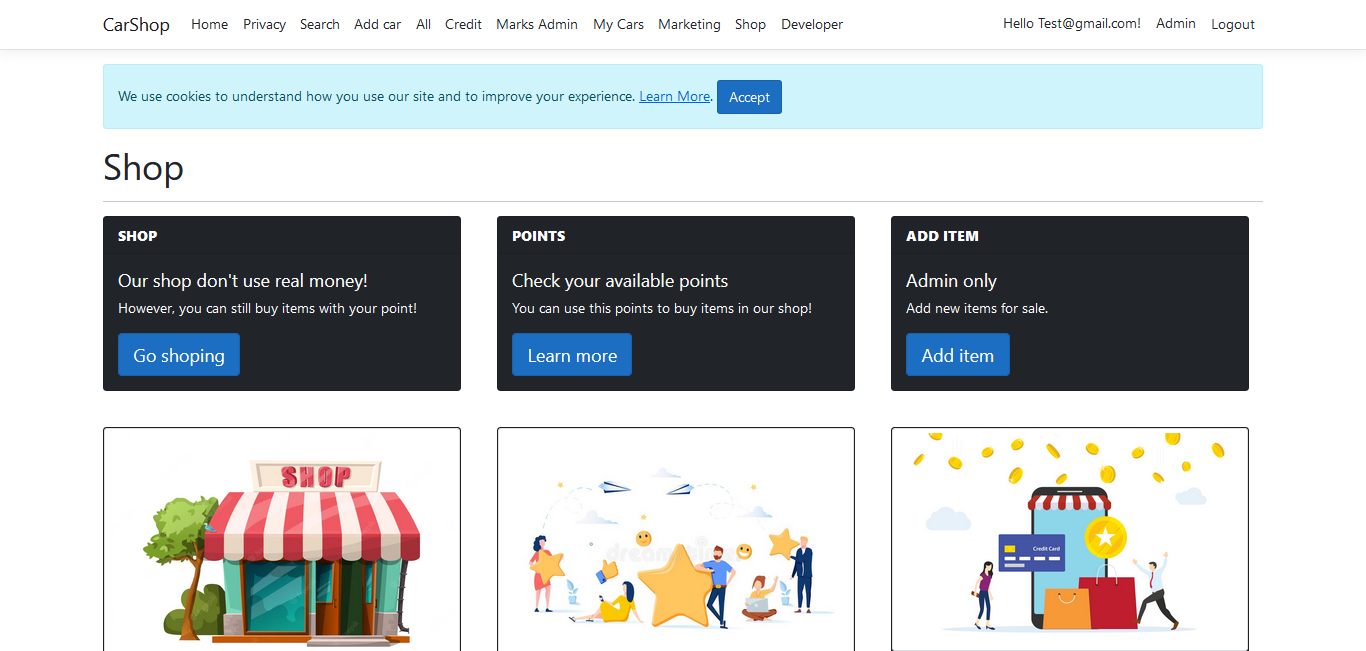 CarShop Home Privacy Search Add car All Credit Marks Admin My Cars Marketing Shop Developer Hello Test@gmail.com! Admin Logout
We use cookies to understand how you use our site and to improve your experience. Learn More. Accept
Shop
SHOP
Our shop don't use real money!
However, you can still buy items with your point!
Go shoping
POINTS
Check your available points
You can use this points to buy items in our shop!
Learn more
ADD ITEM
Admin only
Add new items for sale.
Add item
SHOP
Credit Card